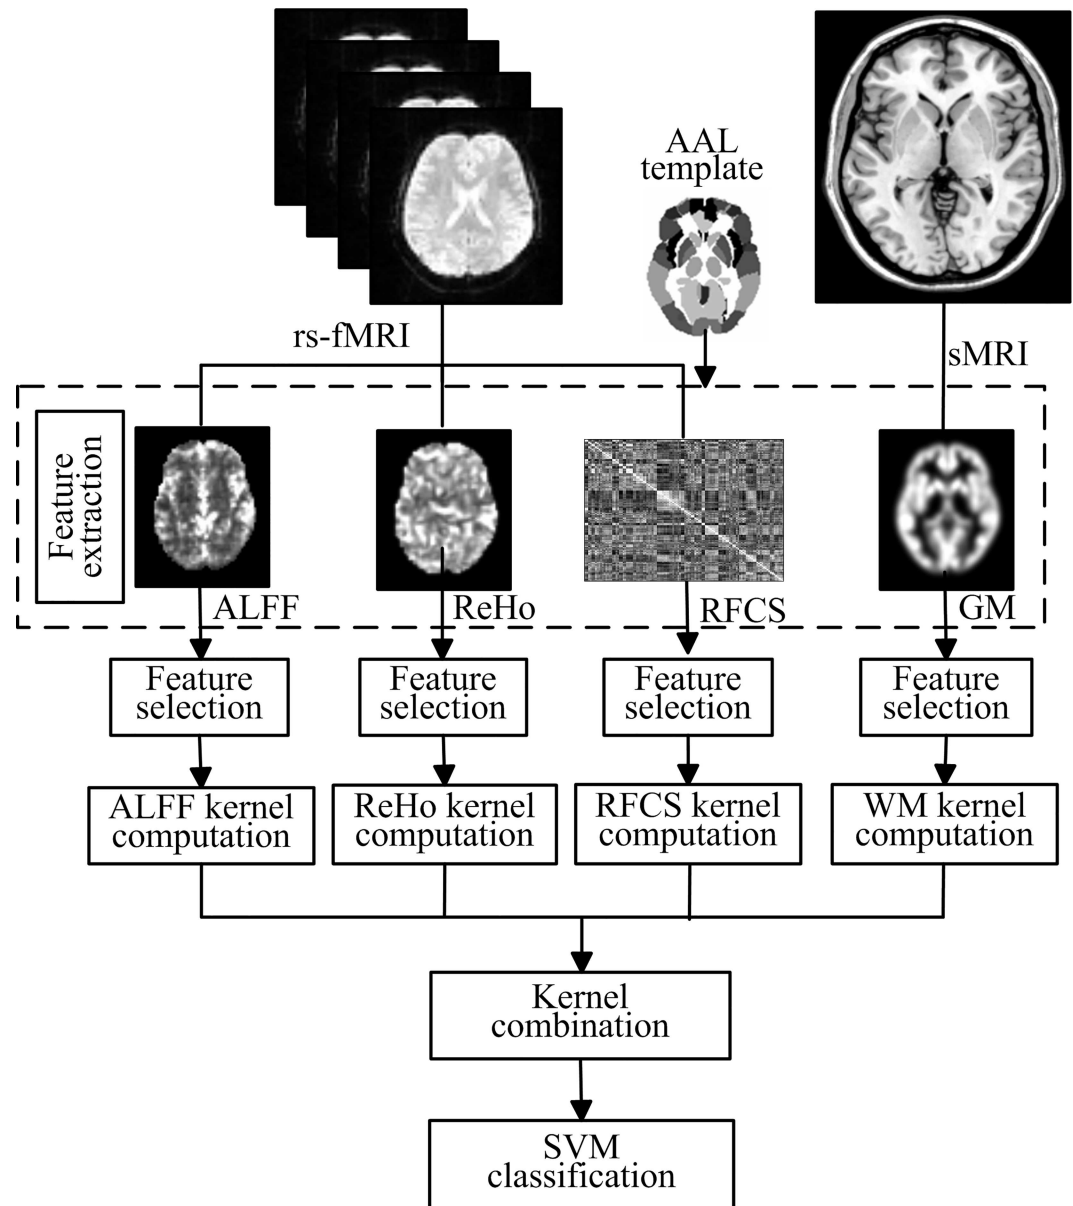 AAL
template
rs-fMRI
sMRI
Feature
extraction
ALFF
ReHo
RFCS
GM
Feature
selection
Feature
selection
Feature
selection
Feature
selection
ALFF kernel
computation
ReHo kernel
computation
RFCS kernel
computation
WM kernel
computation
Kernel
combination
SVM
classification